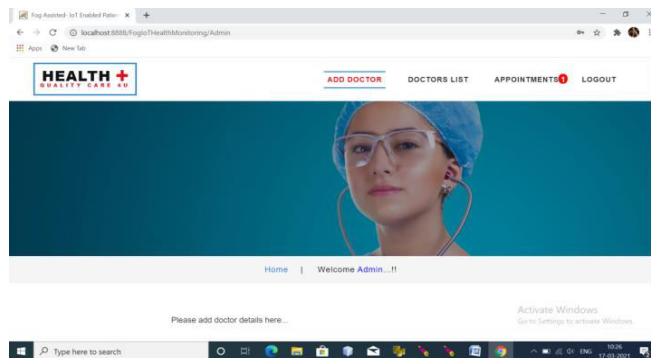 Fog Assisted- IoT Enabled Patien
localhost:8888/FogIoTHealthMonitoring/Admin
Apps New Tab
HEALTH +
QUALITY CARE 4U
ADD DOCTOR DOCTORS LIST APPOINTMENTS 1 LOGOUT
Home | Welcome Admin...!!
Please add doctor details here...
Activate Windows
Go to Settings to activate Windows.
Type here to search
ENG
10:26
17-03-2021